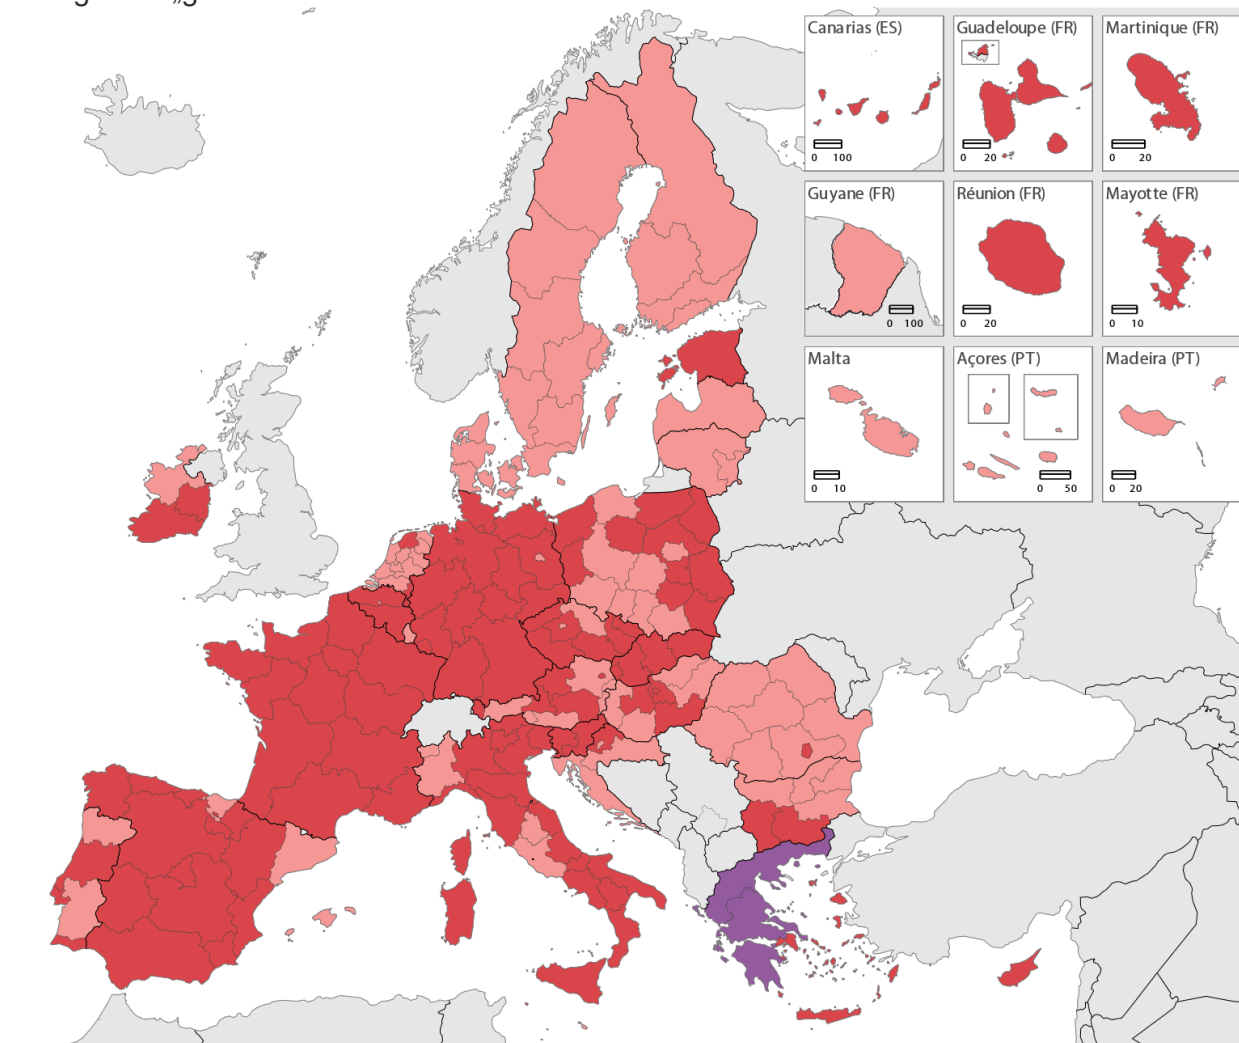 Canarias (ES)
0 100
Guadeloupe (FR)
0 20
Martinique (FR)
0 20
Guyane (FR)
0 100
Réunion (FR)
0 20
Mayotte (FR)
0 10
Malta
0 10
Açores (PT)
0 50
Madeira (PT)
0 20